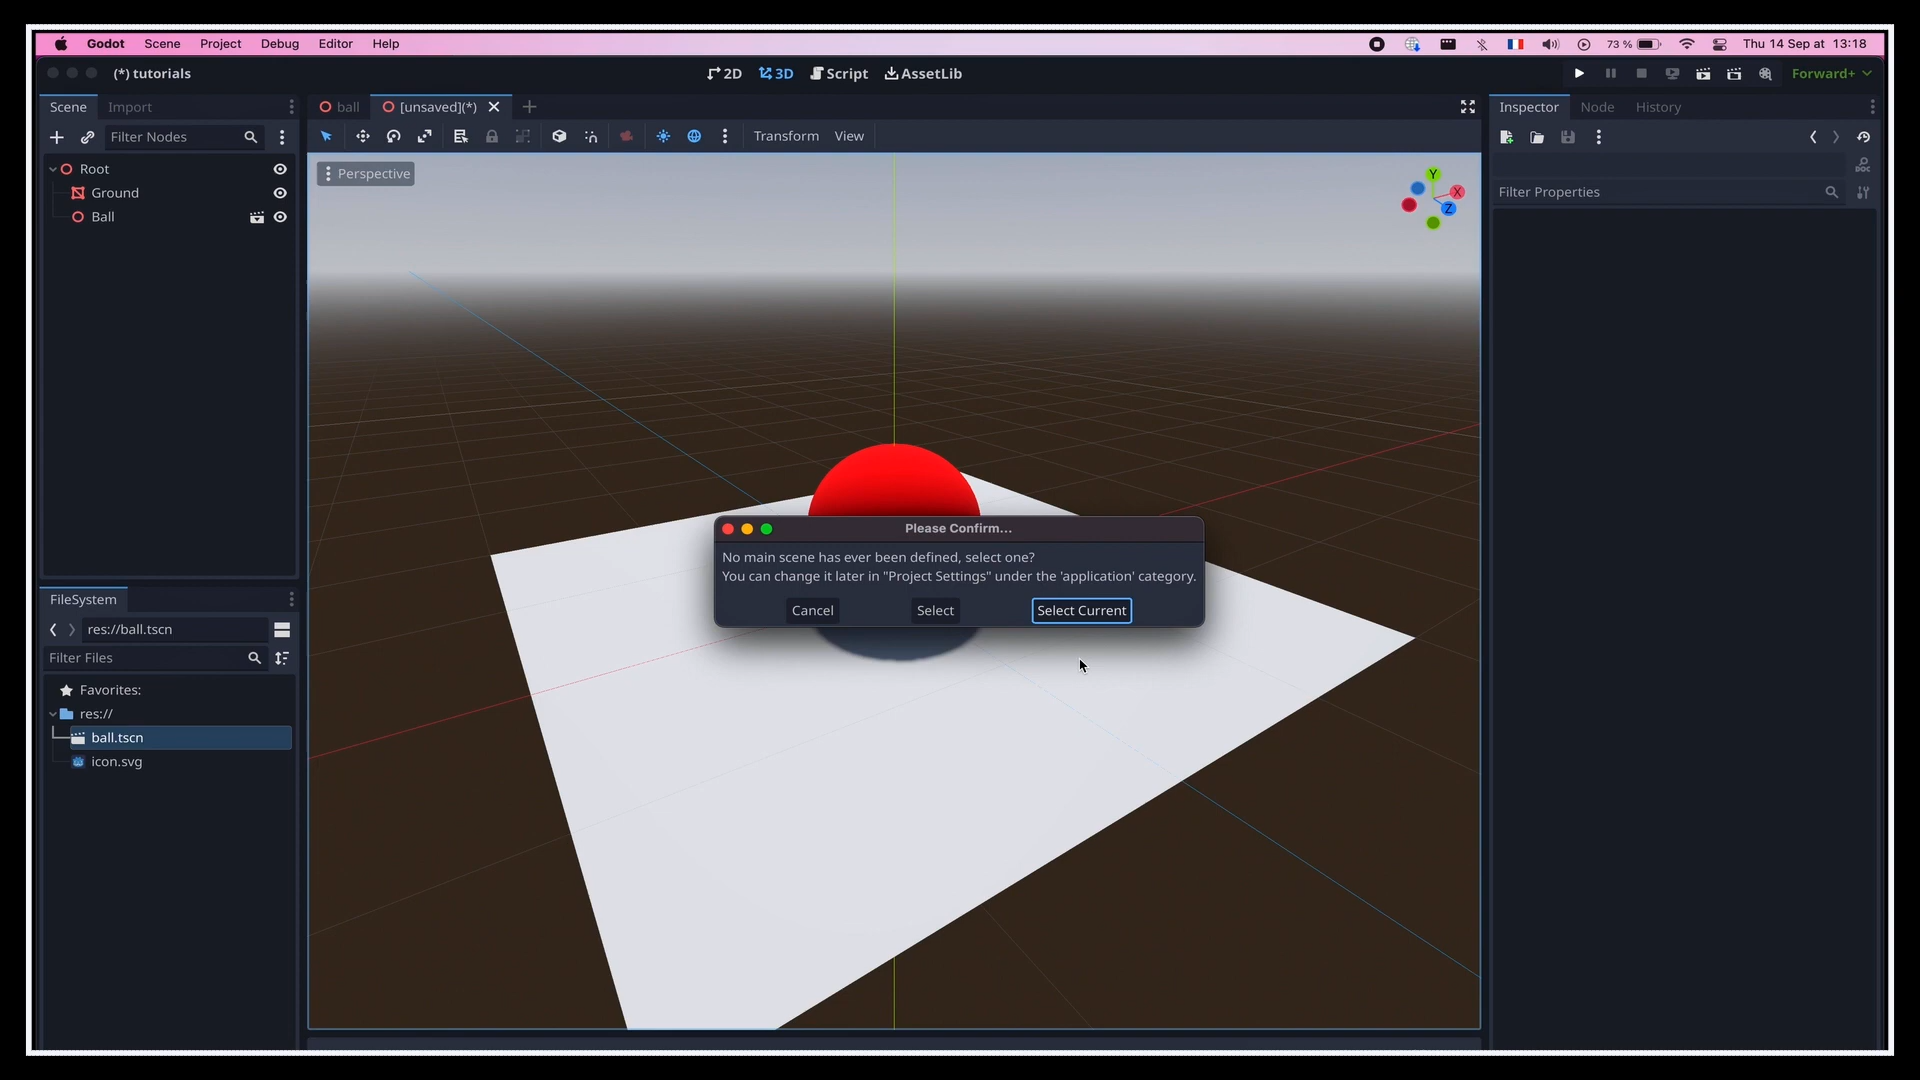 Godot Scene Project Debug Editor Help 73 % Thu 14 Sep at 13:18
(*) tutorials 2D 3D Script AssetLib Forward+
Scene Import ball [unsaved](*) Inspector Node History
Filter Nodes Transform View
Perspective
Y
X
Z
DOC
Filter Properties
Root
Ground
Ball
Please Confirm...
No main scene has ever been defined, select one?
You can change it later in "Project Settings" under the 'application' category.
Cancel Select Select Current
FileSystem
res://ball.tscn
Filter Files
Favorites:
res://
ball.tscn
icon.svg